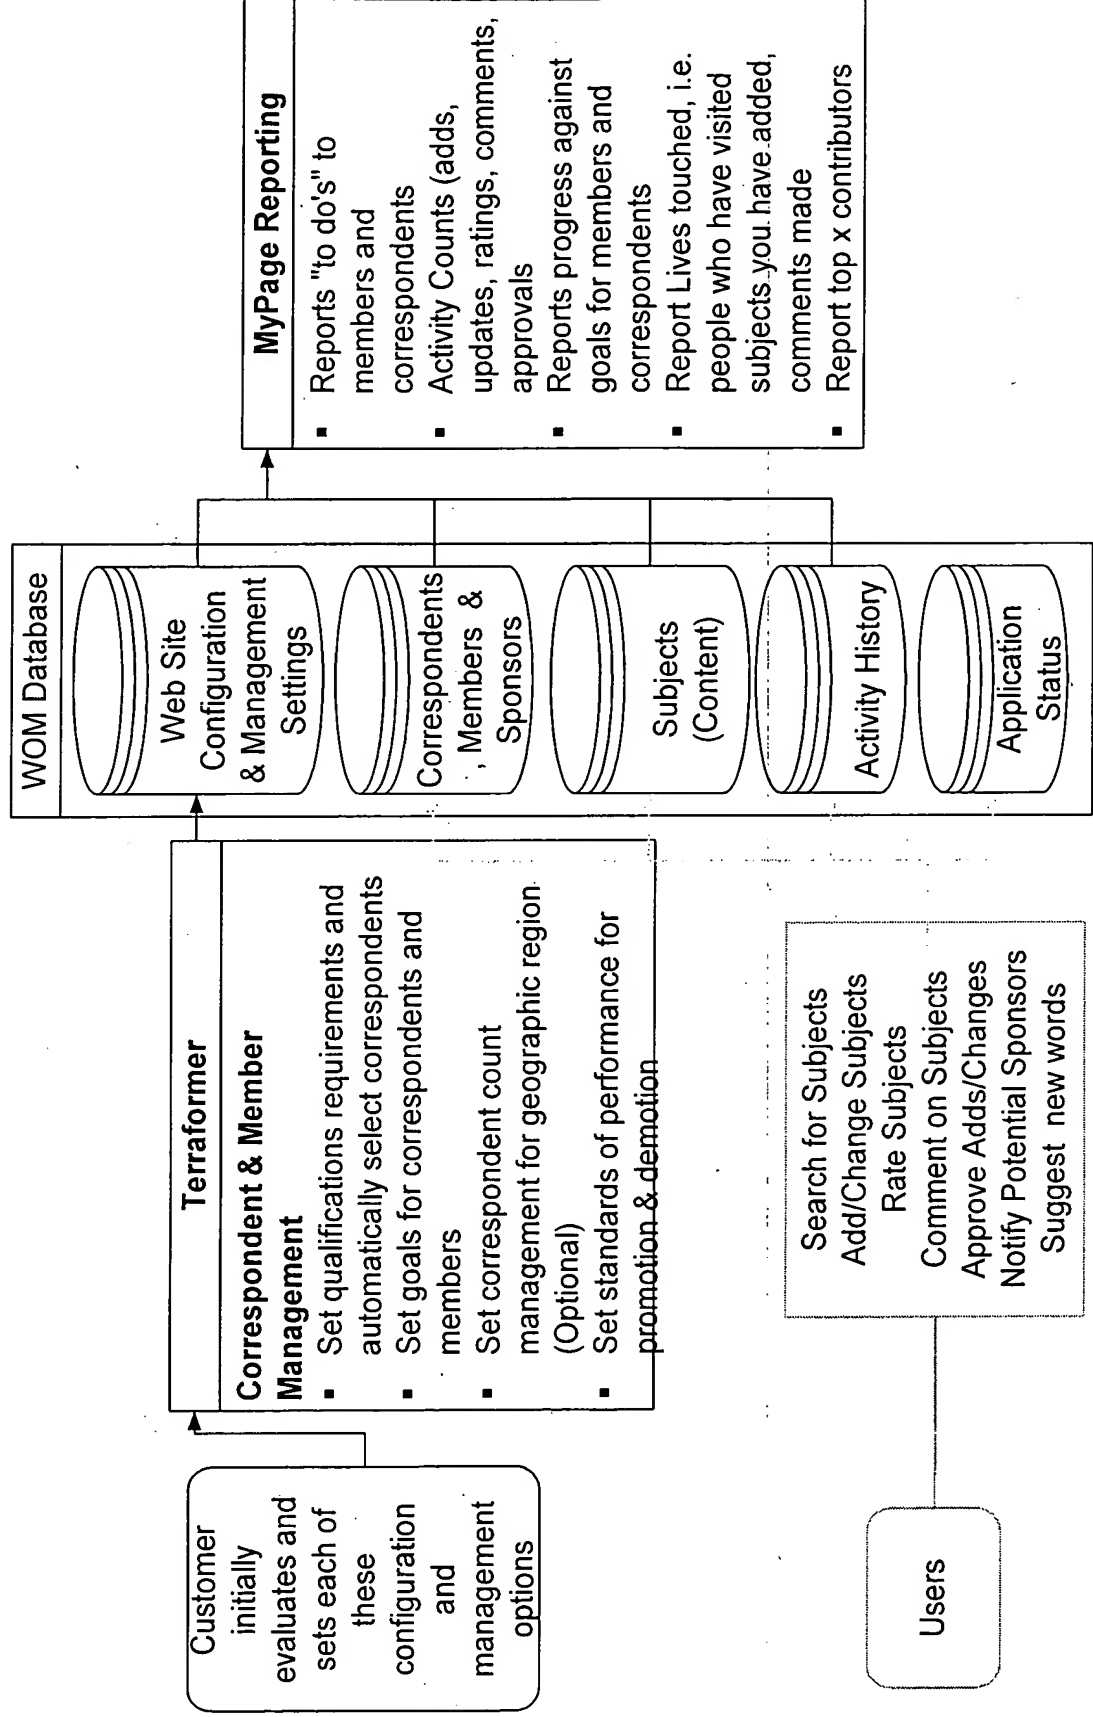 Customer
initially
evaluates and
sets each of
these
configuration
and
management
options
Terraformer
Correspondent & Member
Management
▪ Set qualifications requirements and
automatically select correspondents
▪ Set goals for correspondents and
members
▪ Set correspondent count
management for geographic region
(Optional)
▪ Set standards of performance for
promotion & demotion
WOM Database
Web Site
Configuration
& Management
Settings
Correspondents
, Members &
Sponsors
Subjects
(Content)
Activity History
Application
Status
MyPage Reporting
▪ Reports "to do's" to
members and
correspondents
▪ Activity Counts (adds,
updates, ratings, comments,
approvals
▪ Reports progress against
goals for members and
correspondents
▪ Report Lives touched, i.e.
people who have visited
subjects you have added,
comments made
▪ Report top x contributors
Users
Search for Subjects
Add/Change Subjects
Rate Subjects
Comment on Subjects
Approve Adds/Changes
Notify Potential Sponsors
Suggest new words